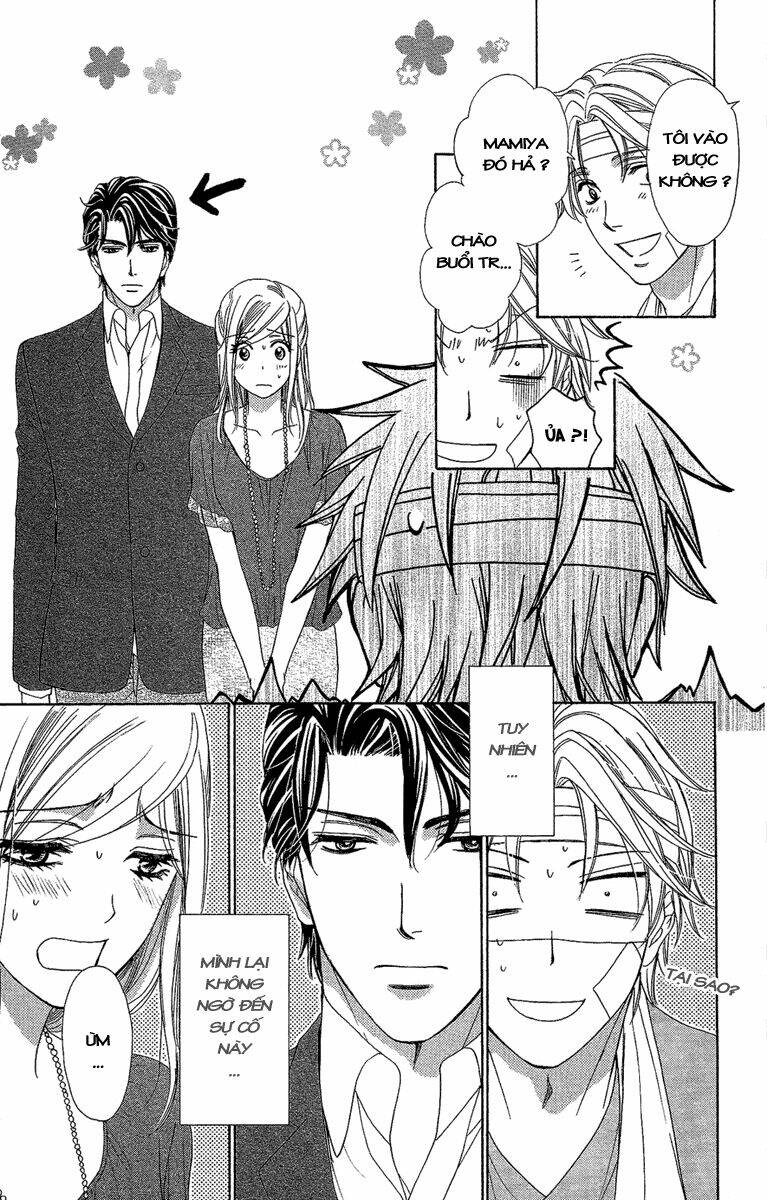 TÔI VÀO
ĐƯỢC
KHÔNG ?
MAMIYA
ĐÓ HẢ ?
CHÀO
BUỔI TR...
ỦA ?!
TUY
NHIÊN
...
TẠI SAO?
MÌNH LẠI
KHÔNG
NGỜ ĐẾN
SỰ CỐ
NÀY
...
ỪM
...